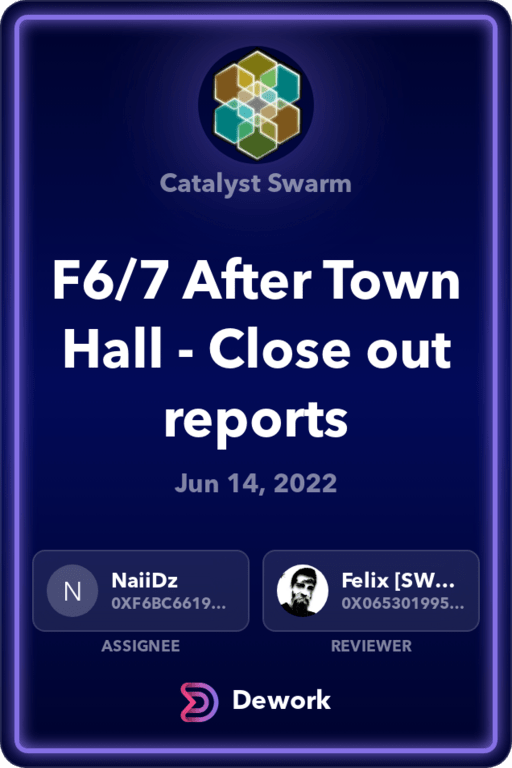 Catalyst Swarm
F6/7 After Town
Hall - Close out
reports
Jun 14, 2022
N
NaiiDz
0XF6BC6619...
ASSIGNEE
Felix [SW...
0X065301995...
REVIEWER
Dework